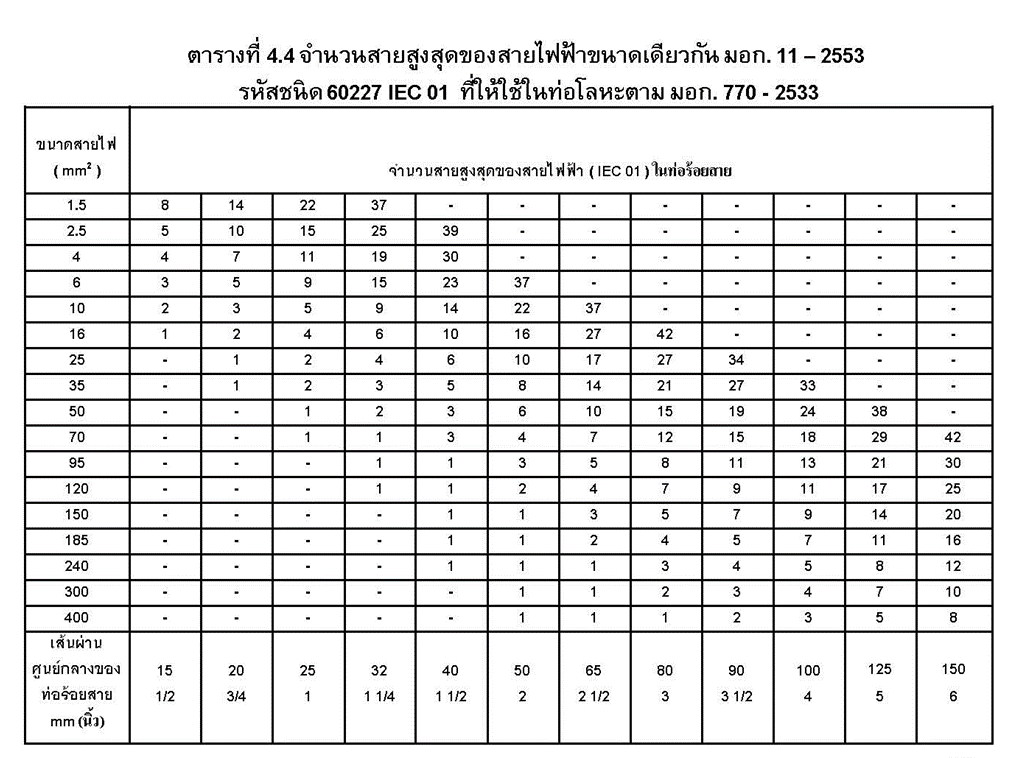 ตารางที่ 4.4 จำนวนสายสูงสุดของสายไฟฟ้าขนาดเดียวกัน มอก. 11 – 2553
รหัสชนิด 60227 IEC 01 ที่ให้ใช้ในท่อโลหะตาม มอก. 770 - 2533
ขนาดสายไฟ
( mm² )
จำนวนสายสูงสุดของสายไฟฟ้า ( IEC 01 ) ในท่อร้อยสาย
1.5 8 14 22 37 - - - - - - - -
2.5 5 10 15 25 39 - - - - - - -
4 4 7 11 19 30 - - - - - - -
6 3 5 9 15 23 37 - - - - - -
10 2 3 5 9 14 22 37 - - - - -
16 1 2 4 6 10 16 27 42 - - - -
25 - 1 2 4 6 10 17 27 34 - - -
35 - 1 2 3 5 8 14 21 27 33 - -
50 - - 1 2 3 6 10 15 19 24 38 -
70 - - 1 1 3 4 7 12 15 18 29 42
95 - - - 1 1 3 5 8 11 13 21 30
120 - - - 1 1 2 4 7 9 11 17 25
150 - - - - 1 1 3 5 7 9 14 20
185 - - - - 1 1 2 4 5 7 11 16
240 - - - - 1 1 1 3 4 5 8 12
300 - - - - - 1 1 2 3 4 7 10
400 - - - - - 1 1 1 2 3 5 8
เส้นผ่าน
ศูนย์กลางของ
ท่อร้อยสาย
mm (นิ้ว)
15 20 25 32 40 50 65 80 90 100 125 150
1/2 3/4 1 1 1/4 1 1/2 2 2 1/2 3 3 1/2 4 5 6